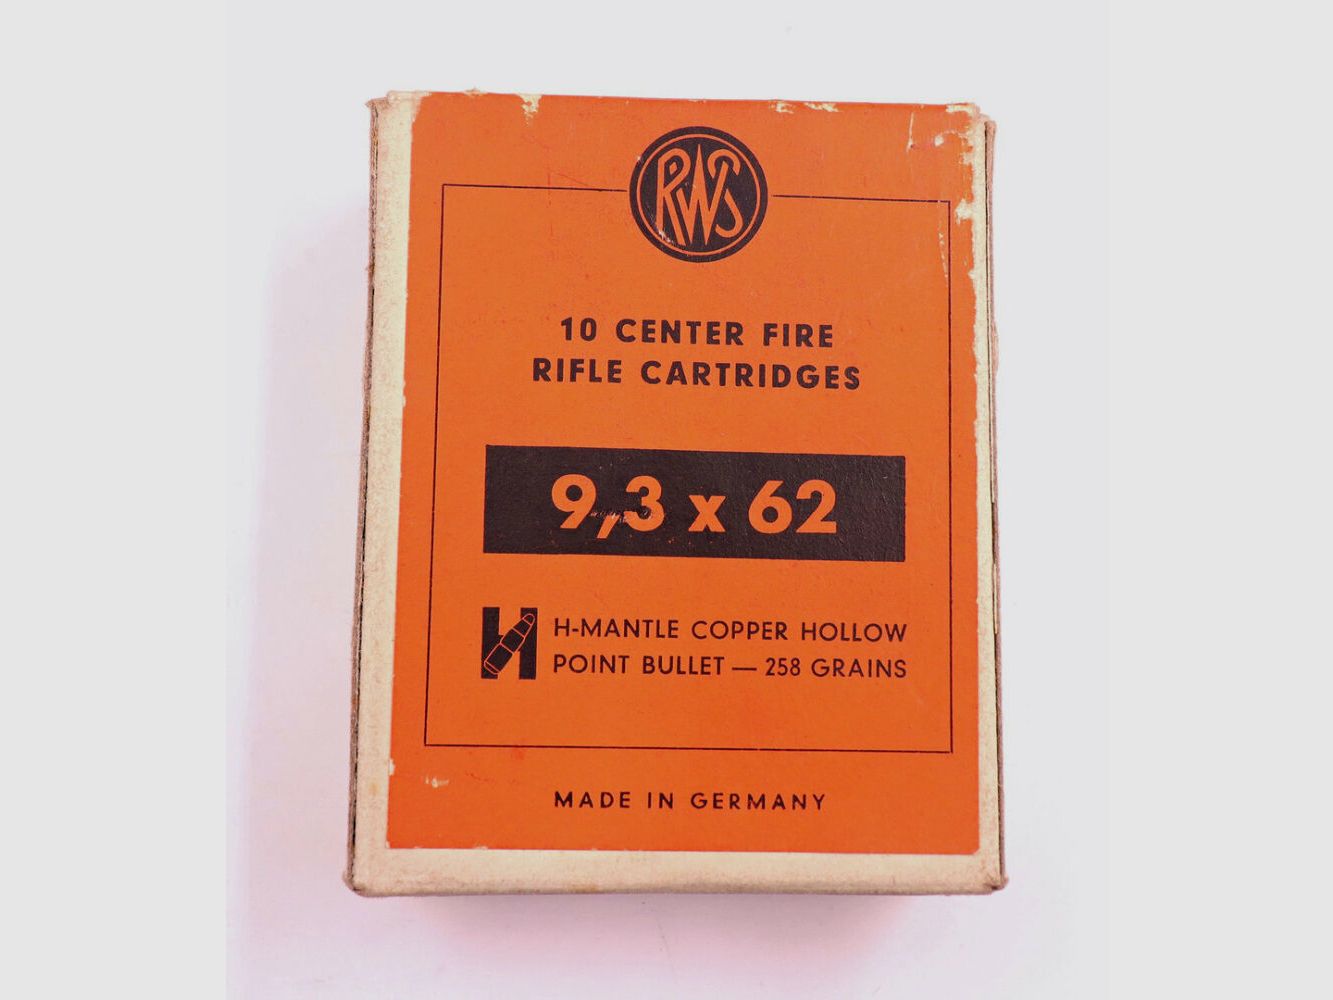 RWS
10 CENTER FIRE
RIFLE CARTRIDGES
9,3 x 62
H H-MANTLE COPPER HOLLOW
POINT BULLET — 258 GRAINS
MADE IN GERMANY